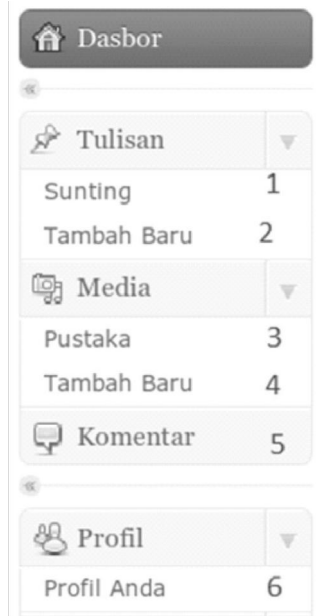 Dasbor
Tulisan
Sunting 1
Tambah Baru 2
Media
Pustaka 3
Tambah Baru 4
Komentar 5
Profil
Profil Anda 6